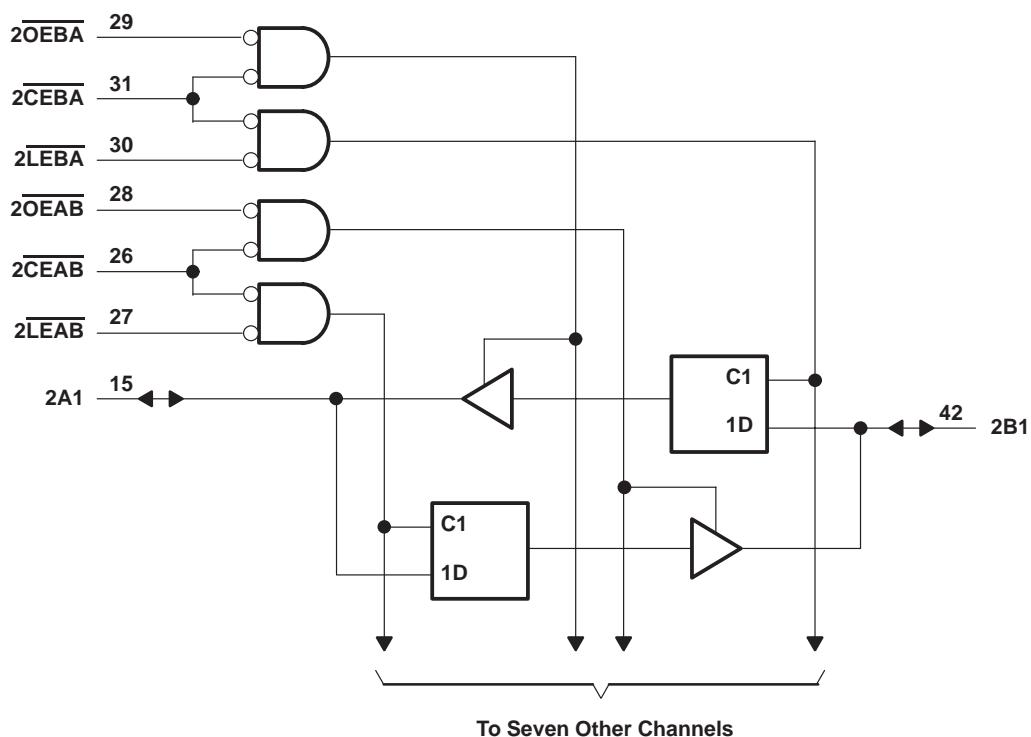 2OEBA 29
2CEBA 31
2LEBA 30
2OEAB 28
2CEAB 26
2LEAB 27
2A1 15
C1
1D
42 2B1
C1
1D
To Seven Other Channels